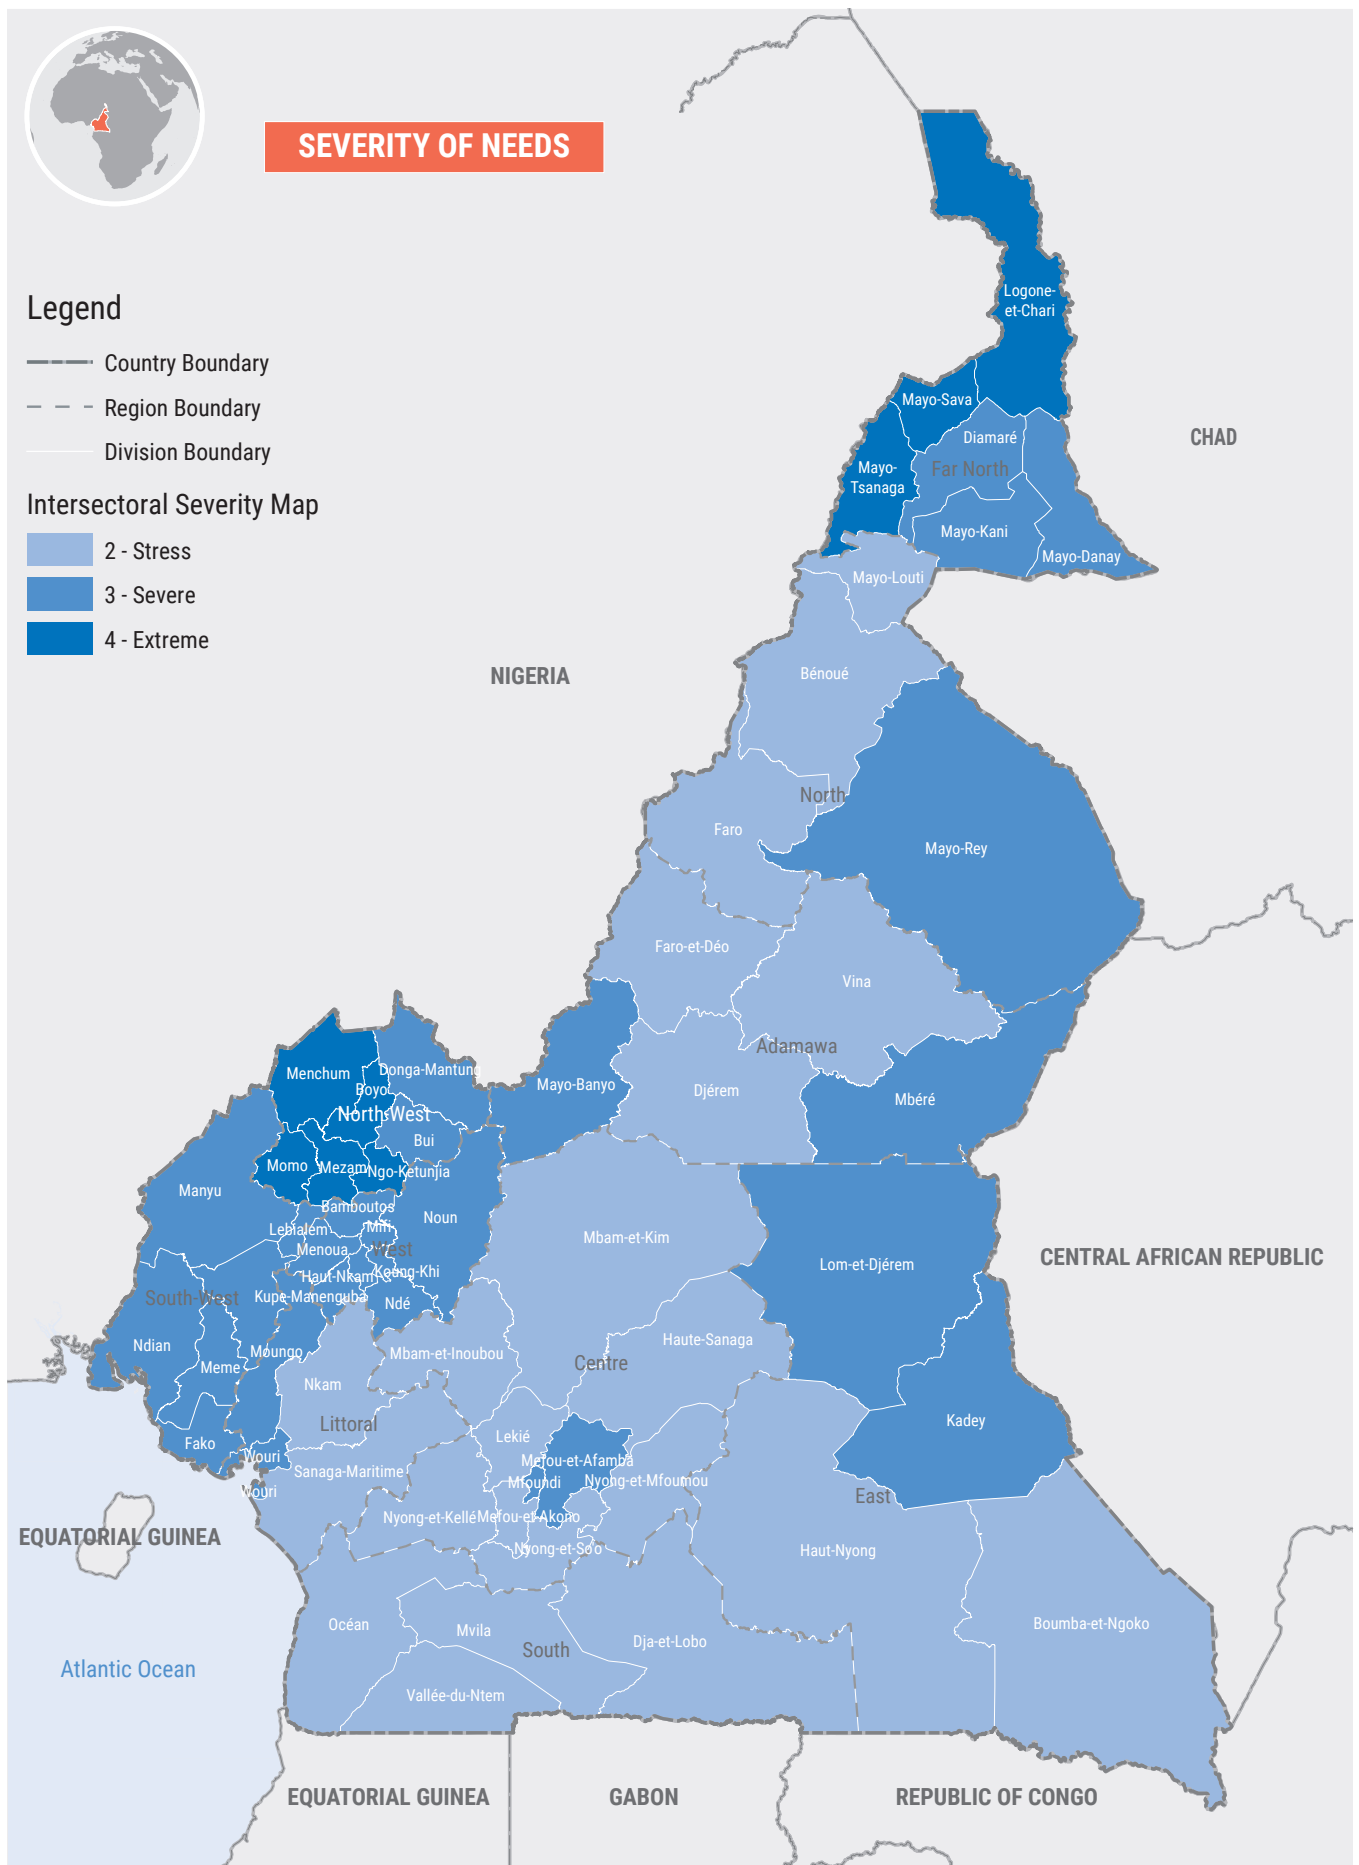 SEVERITY OF NEEDS
Legend
Country Boundary
Region Boundary
Division Boundary
Intersectoral Severity Map
2 - Stress
3 - Severe
4 - Extreme
Logone-
et-Chari
Mayo-Sava
Diamaré
Far North
Mayo-
Tsanaga
Mayo-Kani
Mayo-Danay
CHAD
Mayo-Louti
Bénoué
NIGERIA
North
Faro
Mayo-Rey
Faro-et-Déo
Vina
Adamawa
Mayo-Banyo
Djérem
Mbéré
Menchum
Donga-Mantung
Boyo
North-West
Bui
Momo
Mezam
Ngo-Ketunjia
Manyu
Bamboutos
Noun
Lebialem
Mifi
Menoua
West
Koung-Khi
Haut-Nkam
South-West
Kupe-Manenguba
Ndé
Mbam-et-Kim
Lom-et-Djérem
CENTRAL AFRICAN REPUBLIC
Ndian
Meme
Moungo
Mbam-et-Inoubou
Haute-Sanaga
Centre
Nkam
Littoral
Kadey
Fako
Wouri
Lekié
Mefou-et-Afamba
Sanaga-Maritime
Mfoundi
Nyong-et-Mfoumou
Wouri
East
Nyong-et-Kellé
Mefou-et-Akono
EQUATORIAL GUINEA
Nyong-et-So'o
Haut-Nyong
Océan
Mvila
South
Dja-et-Lobo
Boumba-et-Ngoko
Atlantic Ocean
Vallée-du-Ntem
EQUATORIAL GUINEA
GABON
REPUBLIC OF CONGO